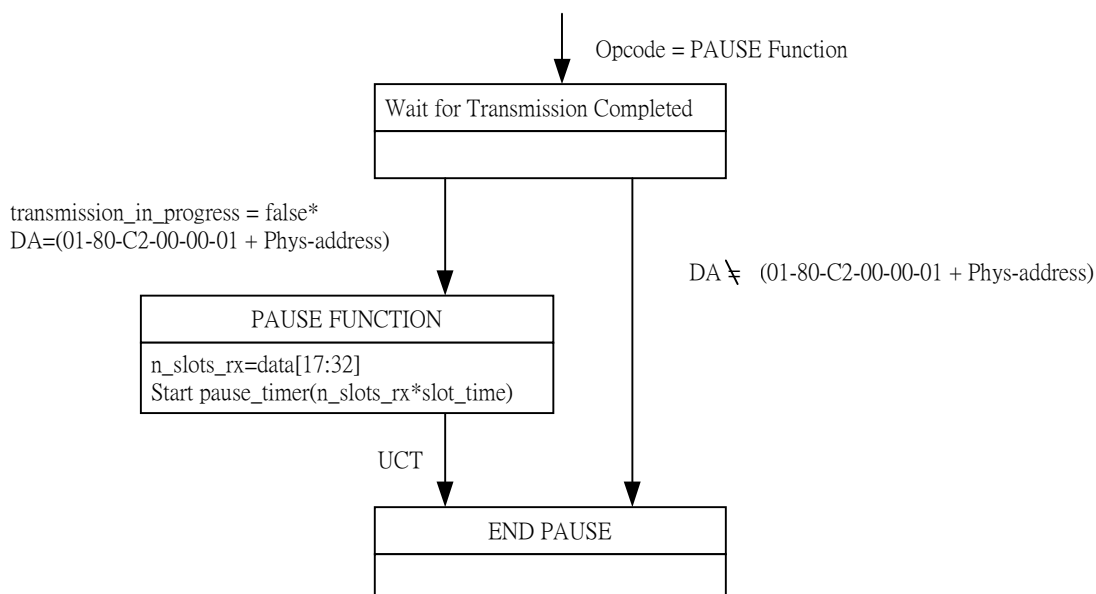 Opcode = PAUSE Function
Wait for Transmission Completed
transmission_in_progress = false*
DA=(01-80-C2-00-00-01 + Phys-address)
DA ≠ (01-80-C2-00-00-01 + Phys-address)
PAUSE FUNCTION
n_slots_rx=data[17:32]
Start pause_timer(n_slots_rx*slot_time)
UCT
END PAUSE